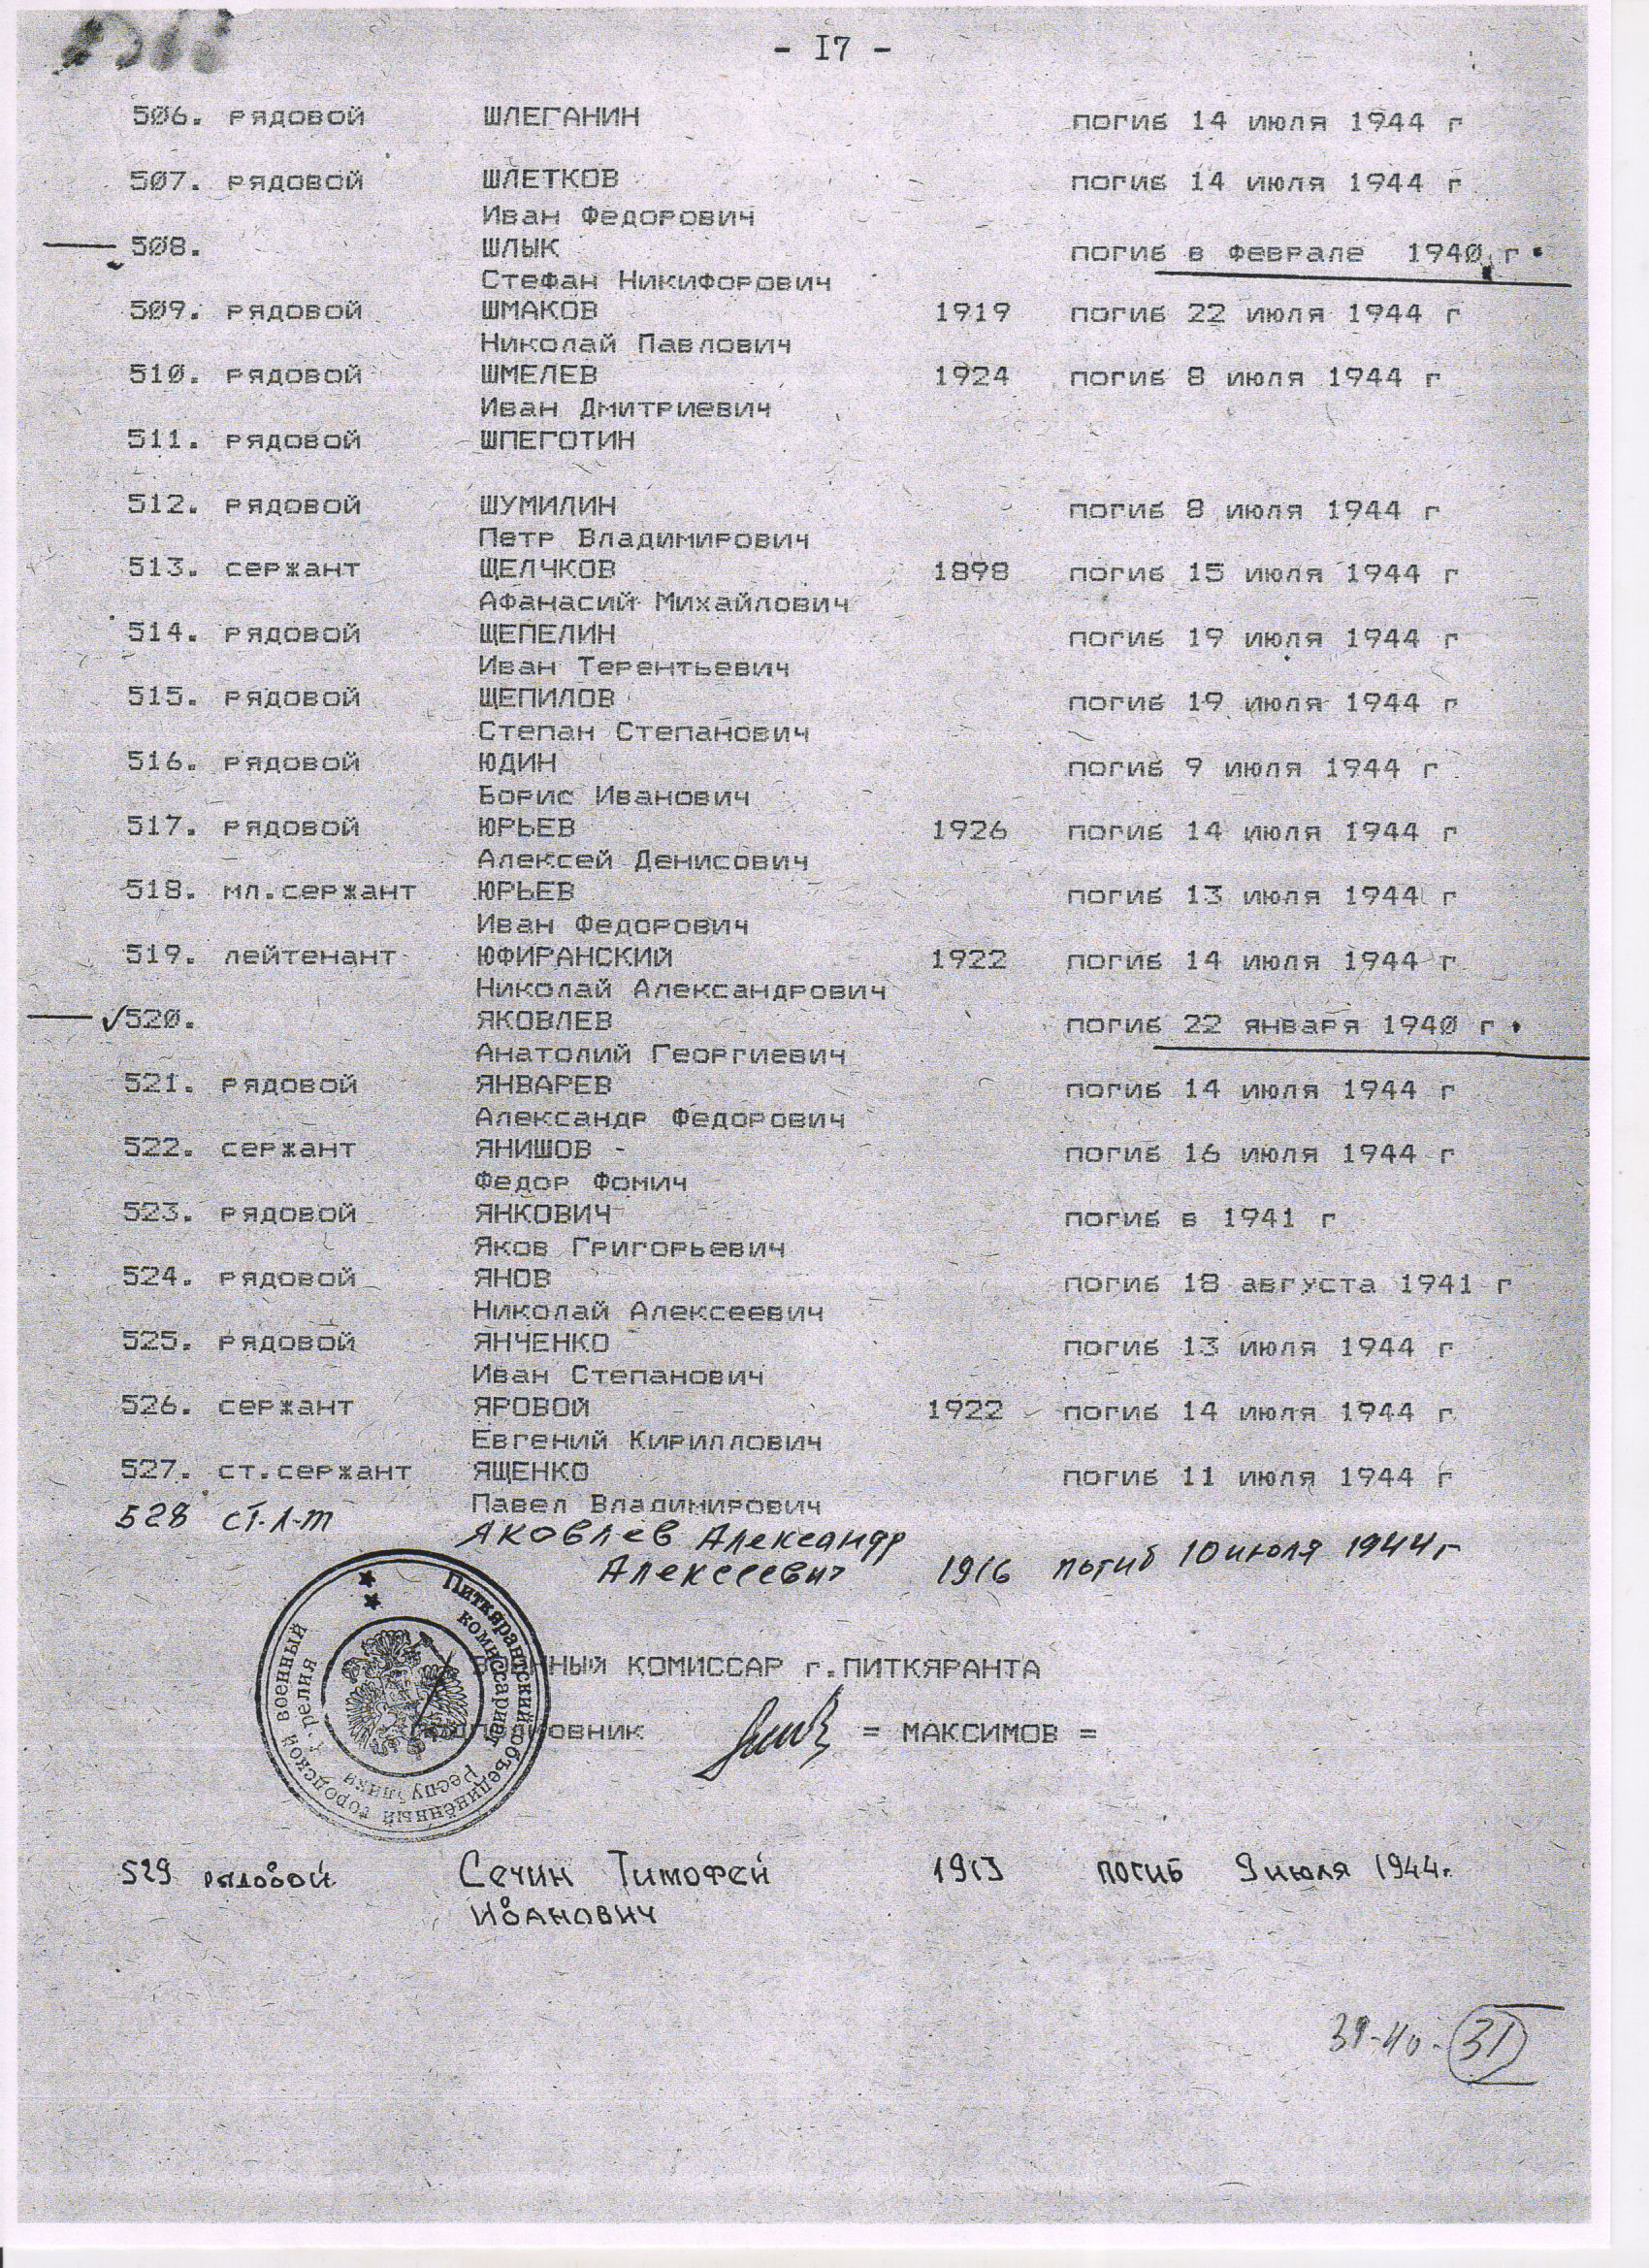 - I7 -
506. рядовой ШЛЕГАНИН погиб 14 июля 1944 г
507. рядовой ШЛЕТКОВ погиб 14 июля 1944 г
Иван Федорович
508. ШЛЫК погиб в феврале 1940 г.
Стефан Никифорович
509. рядовой ШМАКОВ 1919 погиб 22 июля 1944 г
Николай Павлович
510. рядовой ШМЕЛЕВ 1924 погиб 8 июля 1944 г
Иван Дмитриевич
511. рядовой ШПЕГОТИН
512. рядовой ШУМИЛИН погиб 8 июля 1944 г
Петр Владимирович
513. сержант ЩЕЛЧКОВ 1898 погиб 15 июля 1944 г
Афанасий Михайлович
514. рядовой ЩЕПЕЛИН погиб 19 июля 1944 г
Иван Терентьевич
515. рядовой ЩЕПИЛОВ погиб 19 июля 1944 г
Степан Степанович
516. рядовой ЮДИН погиб 9 июля 1944 г
Борис Иванович
517. рядовой ЮРЬЕВ 1926 погиб 14 июля 1944 г
Алексей Денисович
518. мл.сержант ЮРЬЕВ погиб 13 июля 1944 г
Иван Федорович
519. лейтенант ЮФИРАНСКИЙ 1922 погиб 14 июля 1944 г
Николай Александрович
✓520. ЯКОВЛЕВ погиб 22 января 1940 г.
Анатолий Георгиевич
521. рядовой ЯНВАРЕВ погиб 14 июля 1944 г
Александр Федорович
522. сержант ЯНИШОВ - погиб 16 июля 1944 г
Федор Фомич
523. рядовой ЯНКОВИЧ погиб в 1941 г
Яков Григорьевич
524. рядовой ЯНОВ погиб 18 августа 1941 г
Николай Алексеевич
525. рядовой ЯНЧЕНКО погиб 13 июля 1944 г
Иван Степанович
526. сержант ЯРОВОЙ 1922 погиб 14 июля 1944 г
Евгений Кириллович
527. ст.сержант ЯЩЕНКО погиб 11 июля 1944 г
Павел Владимирович
528 ст-л-т Яковлев Александр
Алексеевич 1916 погиб 10 июля 1944 г
Питкярантский объединённый городской военный
комиссариат Республики Карелия
ВОЕННЫЙ КОМИССАР г.ПИТКЯРАНТА
подполковник = МАКСИМОВ =
529 рядовой Сечин Тимофей 1913 погиб 9 июля 1944г.
Иванович
39-40 - 31